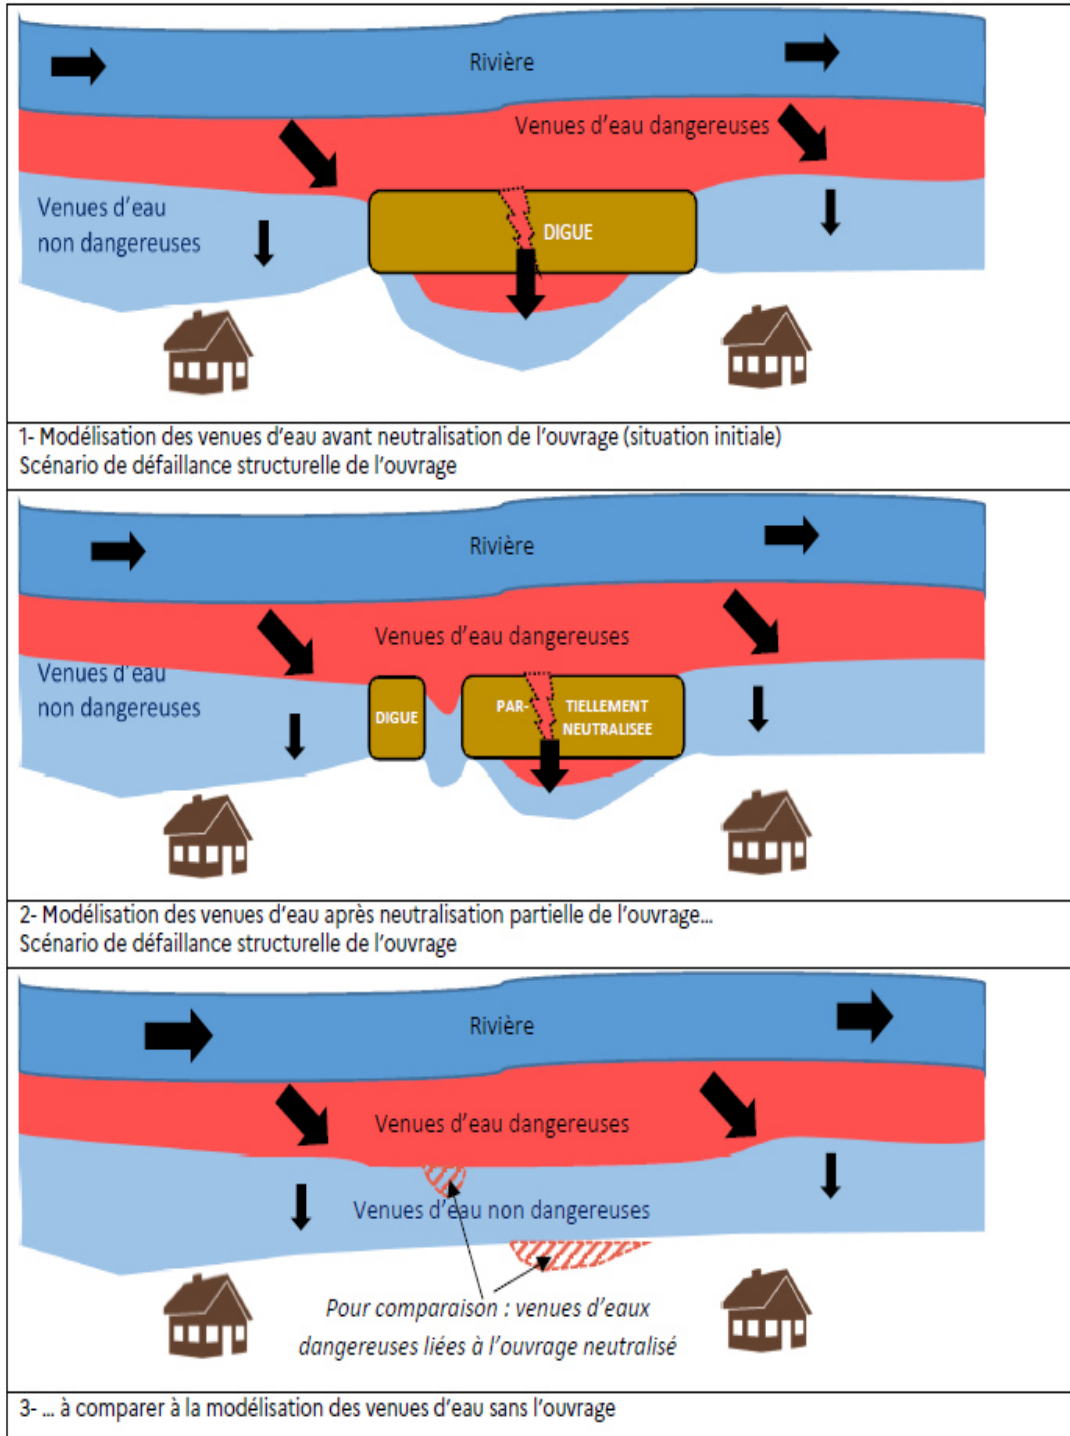 Rivière
Venues d'eau dangereuses
Venues d'eau
non dangereuses
DIGUE
1- Modélisation des venues d'eau avant neutralisation de l'ouvrage (situation initiale)
Scénario de défaillance structurelle de l'ouvrage
Rivière
Venues d'eau dangereuses
Venues d'eau
non dangereuses
DIGUE
PAR- TIELLEMENT
NEUTRALISEE
2- Modélisation des venues d'eau après neutralisation partielle de l'ouvrage...
Scénario de défaillance structurelle de l'ouvrage
Rivière
Venues d'eau dangereuses
Venues d'eau non dangereuses
Pour comparaison : venues d'eaux
dangereuses liées à l'ouvrage neutralisé
3- ... à comparer à la modélisation des venues d'eau sans l'ouvrage